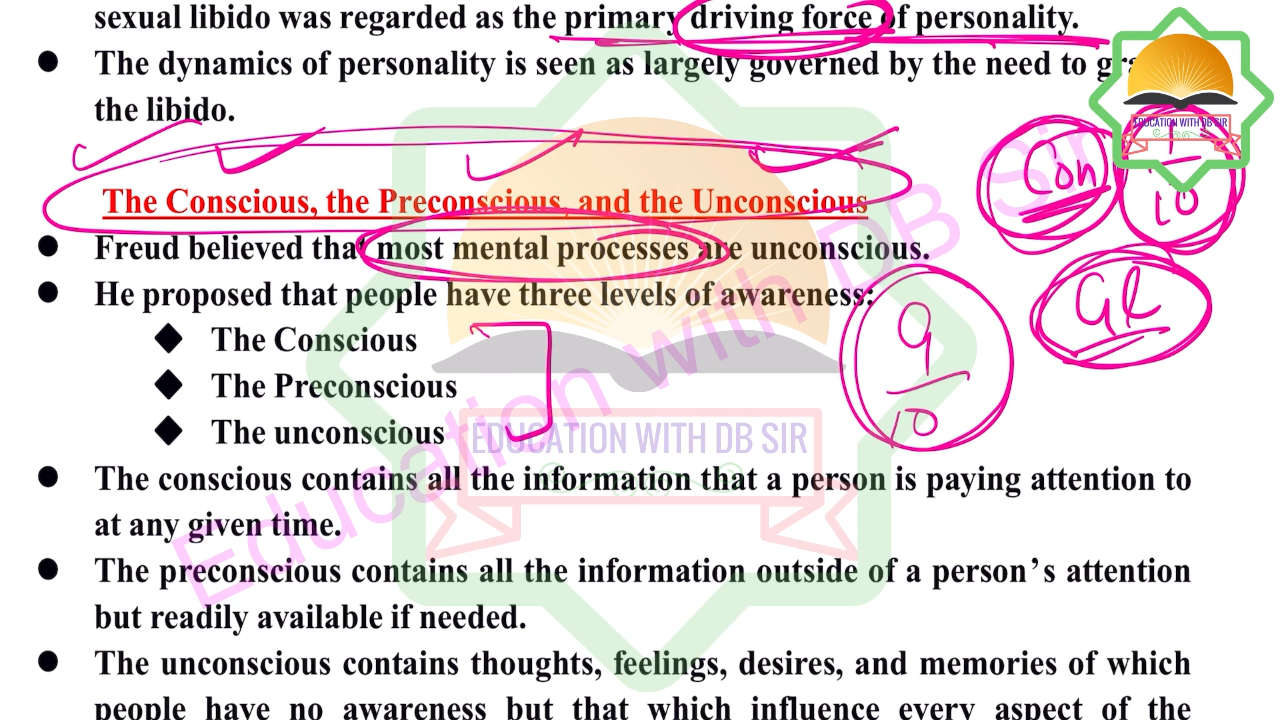 sexual libido was regarded as the primary driving force of personality.
The dynamics of personality is seen as largely governed by the need to
the libido.
The Conscious, the Preconscious, and the Unconscious
Freud believed that most mental processes are unconscious.
He proposed that people have three levels of awareness:
The Conscious
The Preconscious
The unconscious
The conscious contains all the information that a person is paying attention to
at any given time.
The preconscious contains all the information outside of a person’s attention
but readily available if needed.
The unconscious contains thoughts, feelings, desires, and memories of which
people have no awareness but that which influence every aspect of the
EDUCATION WITH DB SIR
Con
1
10
9
10
EDUCATION WITH DB SIR
Education with DB Sir